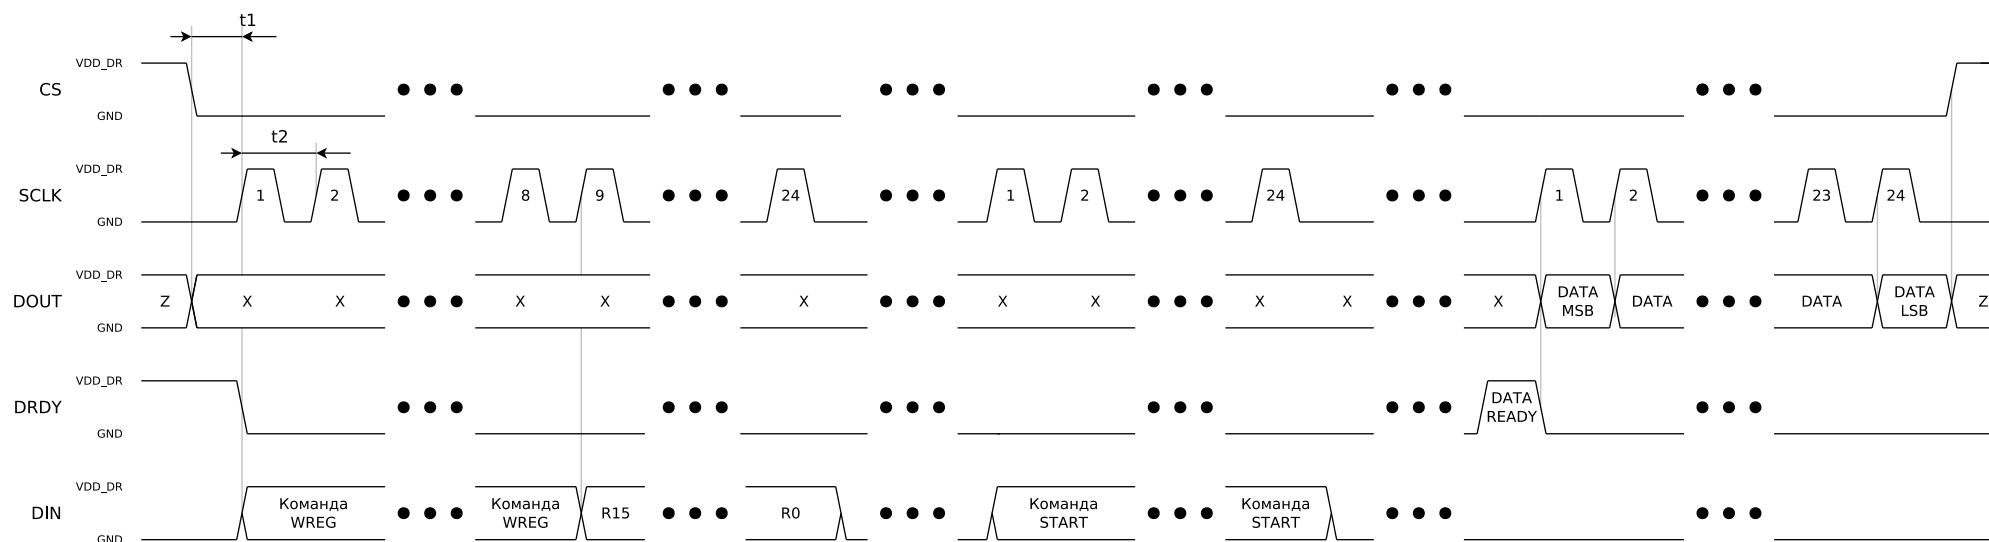 t1
VDD_DR
CS
GND
t2
VDD_DR
SCLK 1 2 8 9 24 1 2 24 1 2 23 24
GND
VDD_DR
DOUT Z X X X X X X X X X X DATA MSB DATA DATA DATA LSB Z
GND
VDD_DR
DRDY DATA READY
GND
VDD_DR
DIN Команда WREG Команда WREG R15 R0 Команда START Команда START
GND